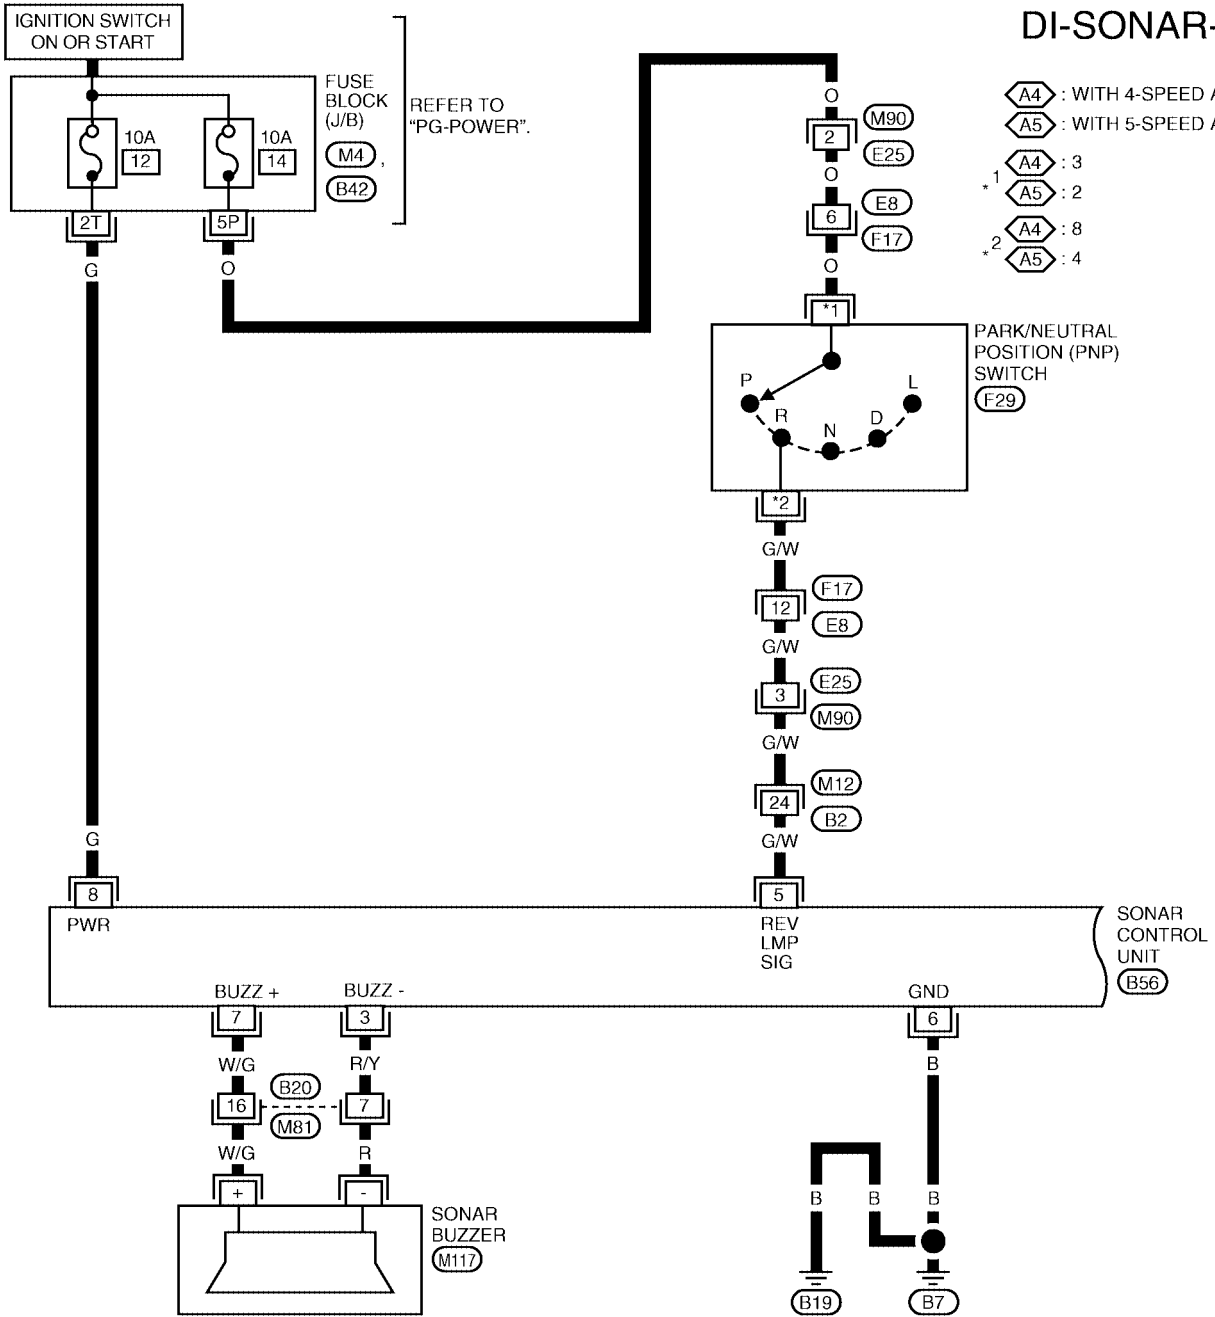 IGNITION SWITCH
ON OR START
DI-SONAR-
FUSE
BLOCK
(J/B)
M4 ,
B42
REFER TO
“PG-POWER”.
10A
12
10A
14
2T
5P
G
O
O
2
M90
E25
O
6
E8
F17
O
*1
A4 : WITH 4-SPEED A
A5 : WITH 5-SPEED A
*1
A4 : 3
A5 : 2
*2
A4 : 8
A5 : 4
PARK/NEUTRAL
POSITION (PNP)
SWITCH
F29
P
R
N
D
L
*2
G/W
12
F17
E8
G/W
3
E25
M90
G/W
24
M12
B2
G/W
G
8
5
PWR
REV
LMP
SIG
SONAR
CONTROL
UNIT
B56
BUZZ +
BUZZ -
GND
7
3
6
W/G
R/Y
B
16
B20
M81
7
W/G
R
+
-
SONAR
BUZZER
M117
B
B
B
B19
B7